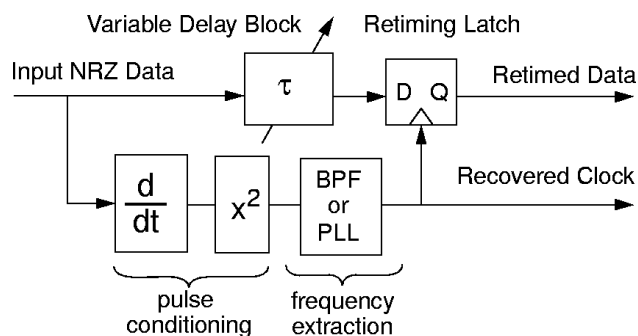 Variable Delay Block
Retiming Latch
Input NRZ Data
τ
D Q
Retimed Data
d
dt
x²
BPF
or
PLL
Recovered Clock
pulse
conditioning
frequency
extraction